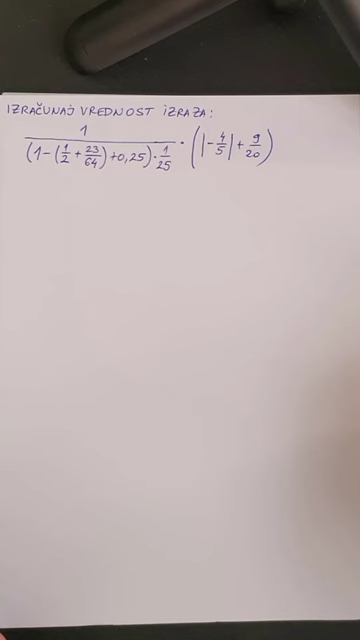 IZRAČUNAJ VREDNOST IZRAZA:
1/((1-(1/2+23/64)+0,25)·1/25) · (|-4/5|+9/20)